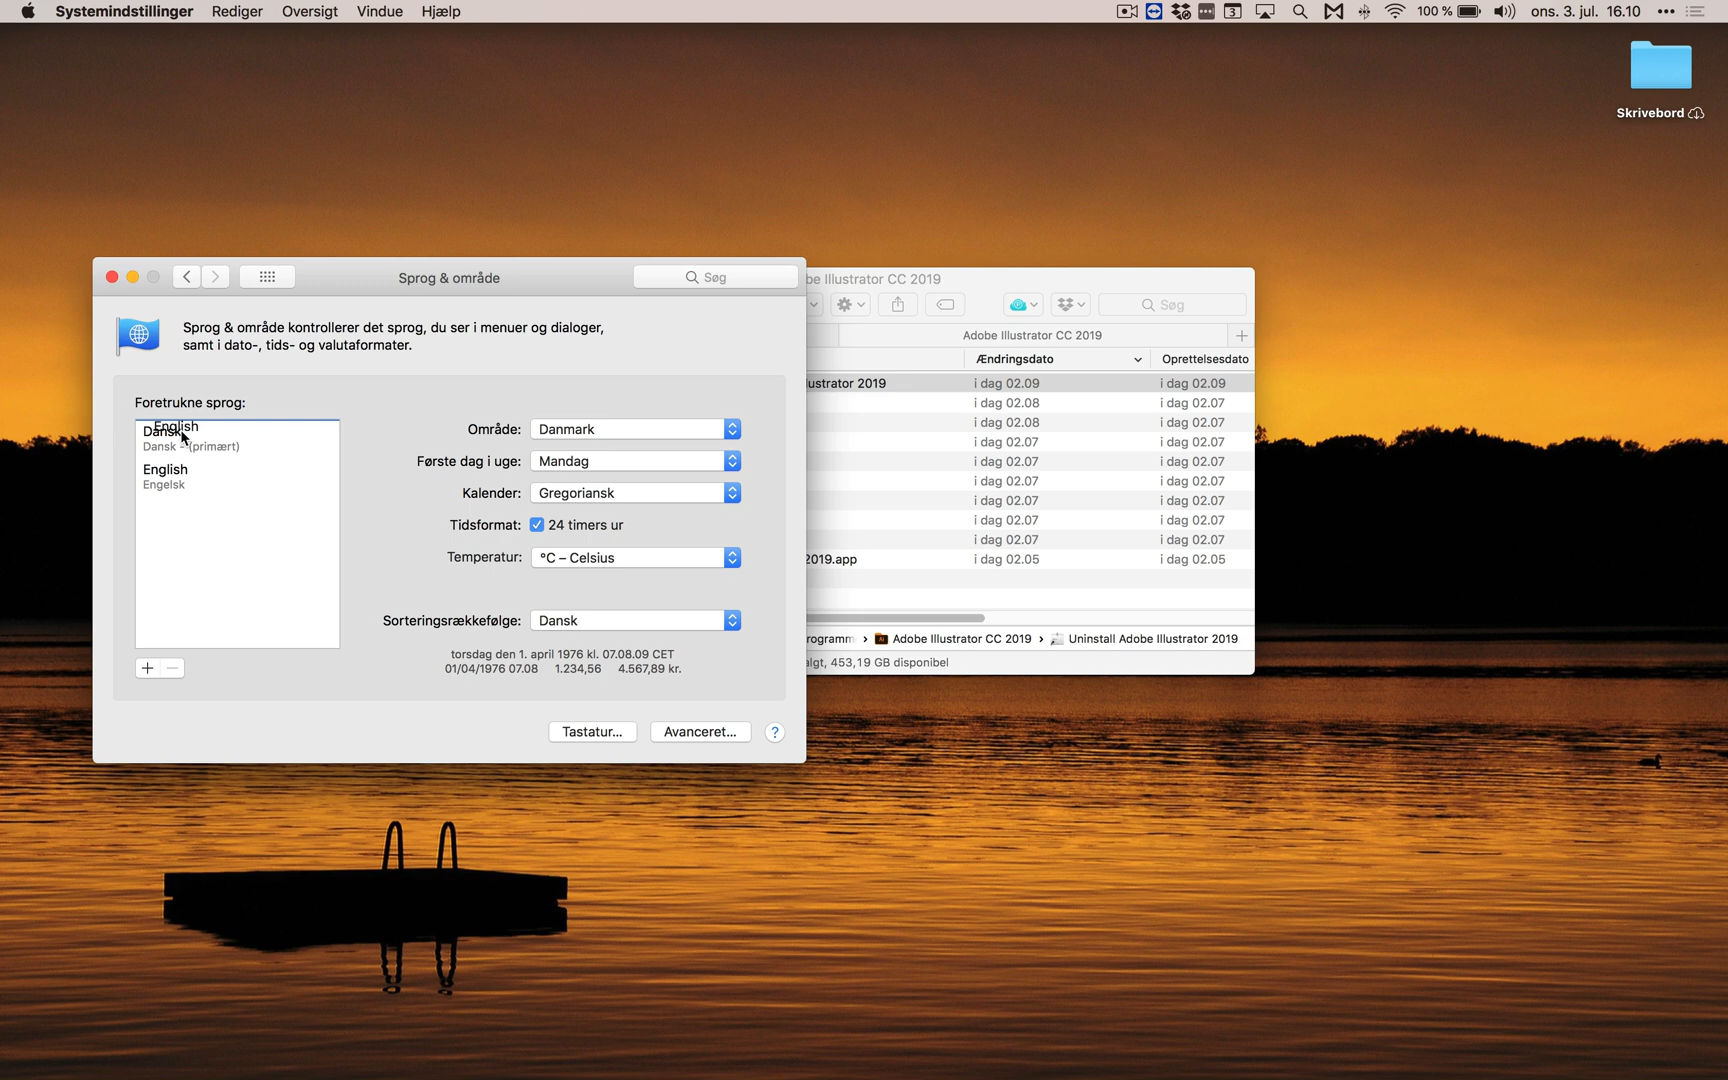 Systemindstillinger Rediger Oversigt Vindue Hjælp
3 100 % ons. 3. jul. 16.10
Skrivebord
Sprog & område
Søg
Sprog & område kontrollerer det sprog, du ser i menuer og dialoger,
samt i dato-, tids- og valutaformater.
Foretrukne sprog:
English
Dansk
Dansk - (primært)
English
Engelsk
Område: Danmark
Første dag i uge: Mandag
Kalender: Gregoriansk
Tidsformat: 24 timers ur
Temperatur: °C – Celsius
Sorteringsrækkefølge: Dansk
torsdag den 1. april 1976 kl. 07.08.09 CET
01/04/1976 07.08 1.234,56 4.567,89 kr.
Tastatur... Avanceret... ?
be Illustrator CC 2019
Søg
Adobe Illustrator CC 2019
Ændringsdato Oprettelsesdato
ustrator 2019 i dag 02.09 i dag 02.09
i dag 02.08 i dag 02.07
i dag 02.08 i dag 02.07
i dag 02.07 i dag 02.07
i dag 02.07 i dag 02.07
i dag 02.07 i dag 02.07
i dag 02.07 i dag 02.07
i dag 02.07 i dag 02.07
i dag 02.07 i dag 02.07
2019.app i dag 02.05 i dag 02.05
rogramm › Adobe Illustrator CC 2019 › Uninstall Adobe Illustrator 2019
algt, 453,19 GB disponibel